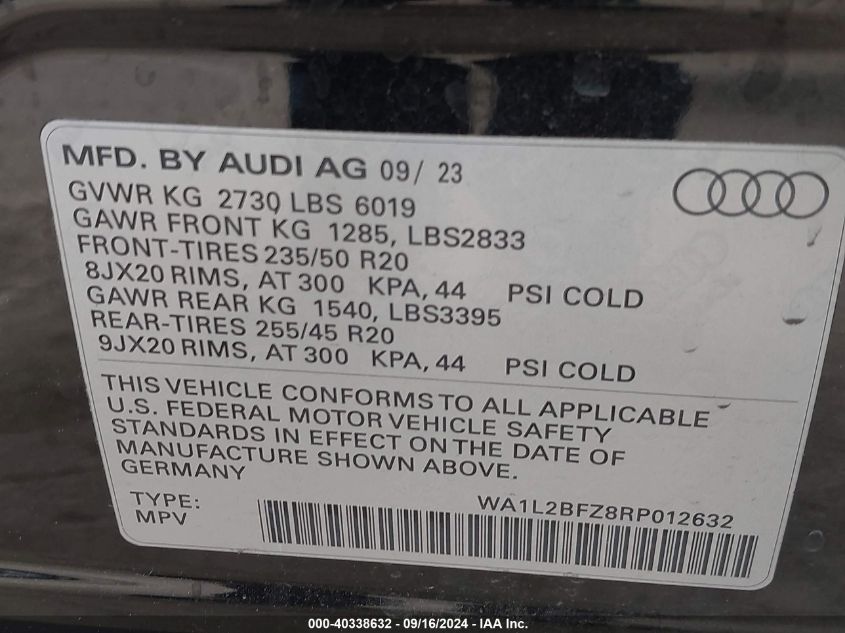 MFD. BY AUDI AG 09/ 23
GVWR KG 2730 LBS 6019
GAWR FRONT KG 1285, LBS2833
FRONT-TIRES 235/50 R20
8JX20 RIMS, AT 300 KPA, 44 PSI COLD
GAWR REAR KG 1540, LBS3395
REAR-TIRES 255/45 R20
9JX20 RIMS, AT 300 KPA, 44 PSI COLD
THIS VEHICLE CONFORMS TO ALL APPLICABLE
U.S. FEDERAL MOTOR VEHICLE SAFETY
STANDARDS IN EFFECT ON THE DATE OF
MANUFACTURE SHOWN ABOVE.
GERMANY
TYPE:
MPV
WA1L2BFZ8RP012632
000-40338632 - 09/16/2024 - IAA Inc.